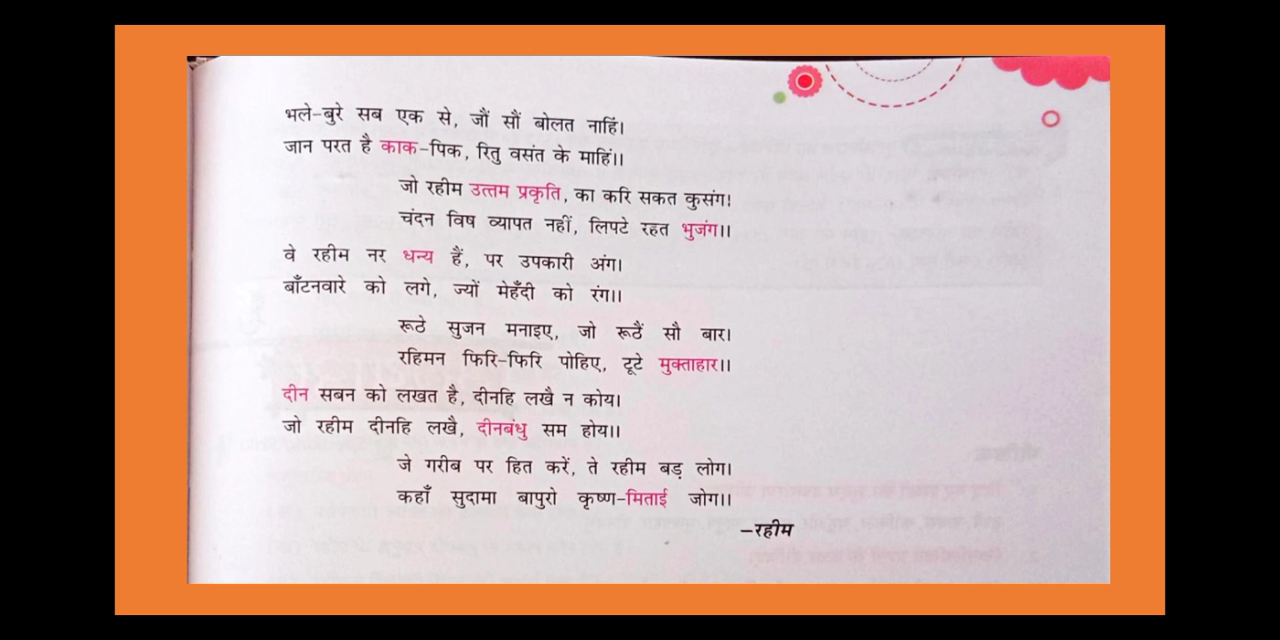 भले-बुरे सब एक से, जौं सौं बोलत नाहिं।
जान परत है काक-पिक, रितु वसंत के माहिं।।
जो रहीम उत्तम प्रकृति, का करि सकत कुसंग!
चंदन विष व्यापत नहीं, लिपटे रहत भुजंग।।
वे रहीम नर धन्य हैं, पर उपकारी अंग।
बाँटनवारे को लगे, ज्यों मेहँदी को रंग।।
रूठे सुजन मनाइए, जो रूठैं सौ बार।
रहिमन फिरि-फिरि पोहिए, टूटे मुक्ताहार।।
दीन सबन को लखत है, दीनहि लखै न कोय।
जो रहीम दीनहि लखै, दीनबंधु सम होय।।
जे गरीब पर हित करें, ते रहीम बड़ लोग।
कहाँ सुदामा बापुरो कृष्ण-मिताई जोग।।
–रहीम